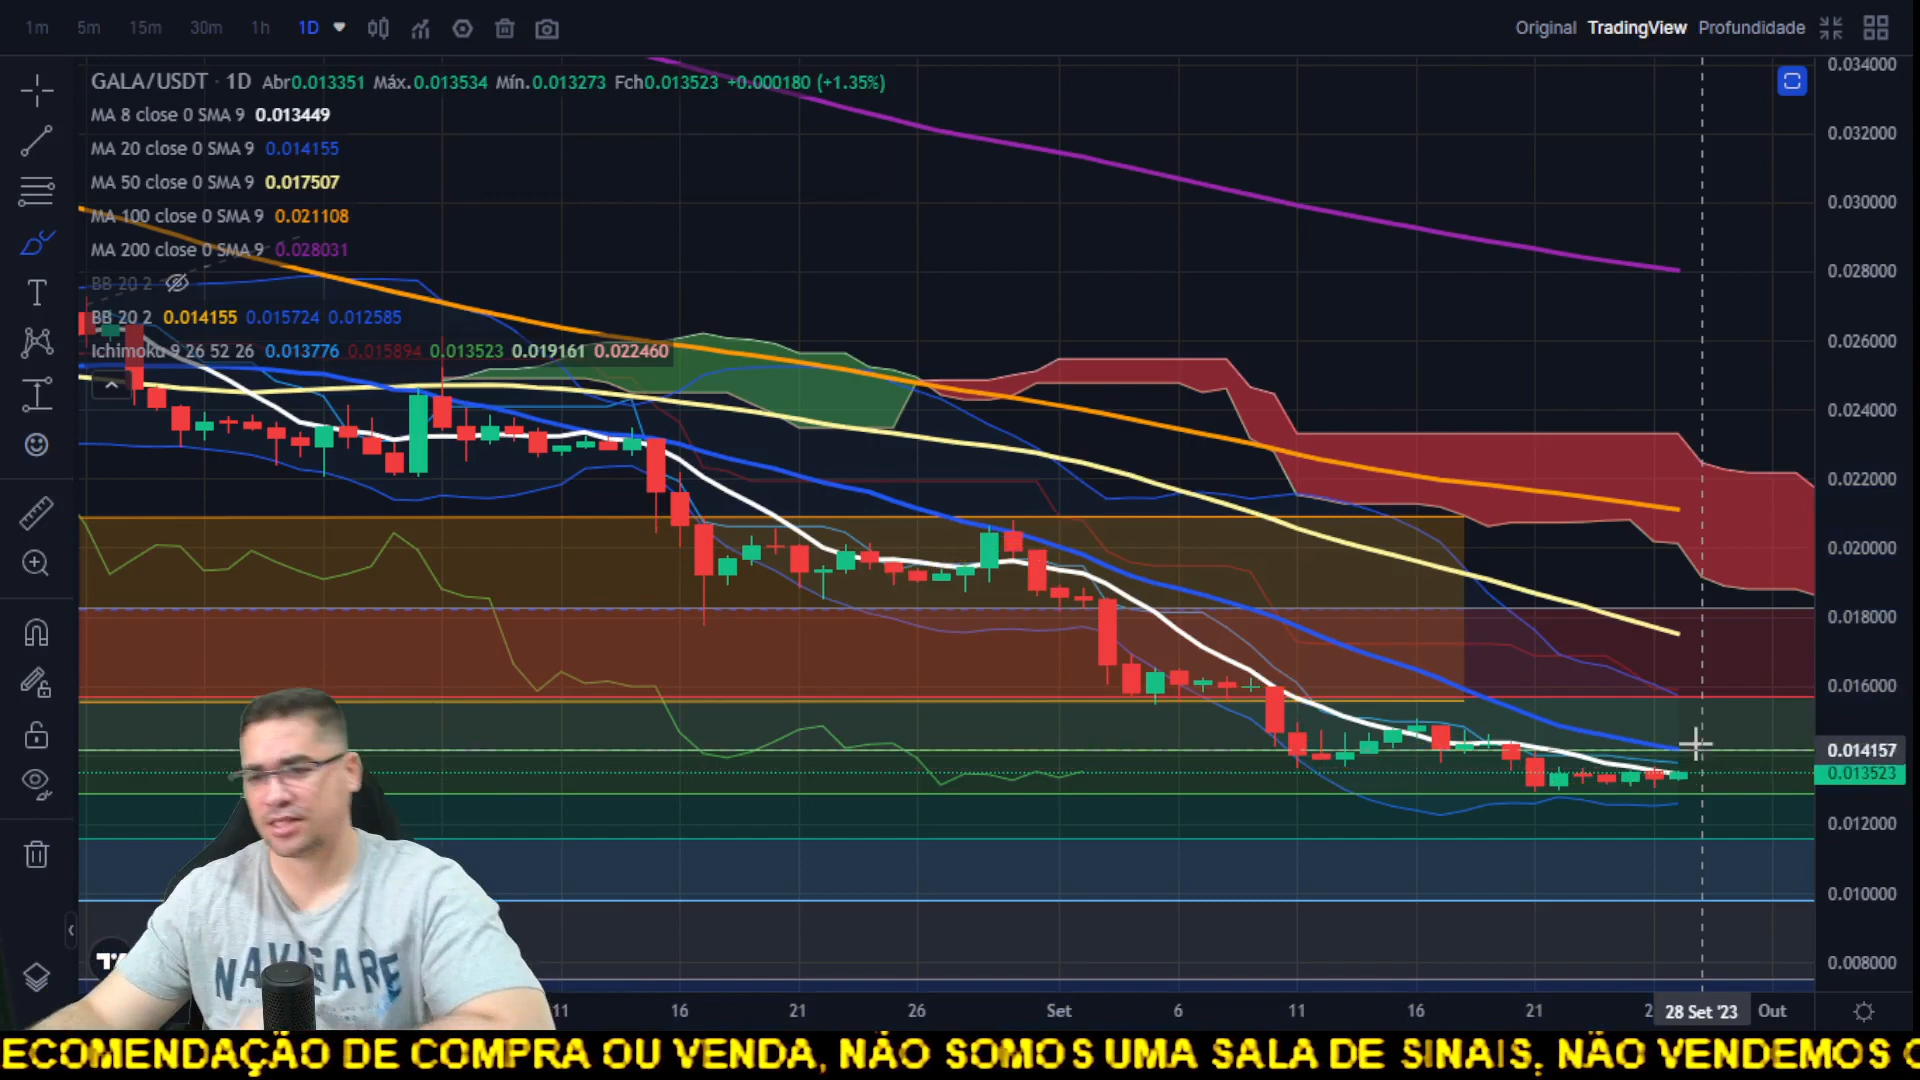 1m 5m 15m 30m 1h 1D
Original TradingView Profundidade
GALA/USDT · 1D Abr0.013351 Máx.0.013534 Mín.0.013273 Fch0.013523 +0.000180 (+1.35%)
MA 8 close 0 SMA 9 0.013449
MA 20 close 0 SMA 9 0.014155
MA 50 close 0 SMA 9 0.017507
MA 100 close 0 SMA 9 0.021108
MA 200 close 0 SMA 9 0.028031
BB 20 2
BB 20 2 0.014155 0.015724 0.012585
Ichimoku 9 26 52 26 0.013776 0.015894 0.013523 0.019161 0.022460
0.034000
0.032000
0.030000
0.028000
0.026000
0.024000
0.022000
0.020000
0.018000
0.016000
0.014157
0.013523
0.012000
0.010000
0.008000
NAVIGARE
11 16 21 26 Set 6 11 16 21 2 28 Set '23 Out
ECOMENDAÇÃO DE COMPRA OU VENDA, NÃO SOMOS UMA SALA DE SINAIS, NÃO VENDEMOS